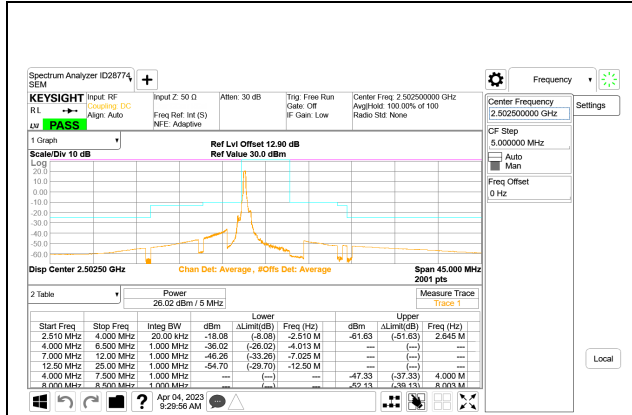 Spectrum Analyzer ID28774
SEM
Frequency
KEYSIGHT
R L
LXI PASS
Input: RF
Coupling: DC
Align: Auto
Input Z: 50 Ω
Freq Ref: Int (S)
NFE: Adaptive
Atten: 30 dB
Trig: Free Run
Gate: Off
IF Gain: Low
Center Freq: 2.502500000 GHz
Avg|Hold: 100.00% of 100
Radio Std: None
Center Frequency
2.502500000 GHz
Settings
CF Step
5.000000 MHz
Auto
Man
Freq Offset
0 Hz
1 Graph
Scale/Div 10 dB
Ref Lvl Offset 12.90 dB
Ref Value 30.0 dBm
Log
20.0
10.0
0.00
-10.0
-20.0
-30.0
-40.0
-50.0
-60.0
Disp Center 2.50250 GHz
Chan Det: Average , #Offs Det: Average
Span 45.000 MHz
2001 pts
2 Table
Power
26.02 dBm / 5 MHz
Measure Trace
Trace 1
Lower Upper
Start Freq Stop Freq Integ BW dBm ΔLimit(dB) Freq (Hz) dBm ΔLimit(dB) Freq (Hz)
2.510 MHz 4.000 MHz 20.00 kHz -18.08 (-8.08) -2.510 M -61.63 (-51.63) 2.645 M
4.000 MHz 6.500 MHz 1.000 MHz -36.02 (-26.02) -4.013 M --- (---) ---
7.000 MHz 12.00 MHz 1.000 MHz -46.26 (-33.26) -7.025 M --- (---) ---
12.50 MHz 25.00 MHz 1.000 MHz -54.70 (-29.70) -12.50 M --- (---) ---
4.000 MHz 7.500 MHz 1.000 MHz --- (---) --- -47.33 (-37.33) 4.000 M
8.000 MHz 8.500 MHz 1.000 MHz --- (---) --- -52.13 (-39.13) 8.003 M
Local
Apr 04, 2023
9:29:56 AM